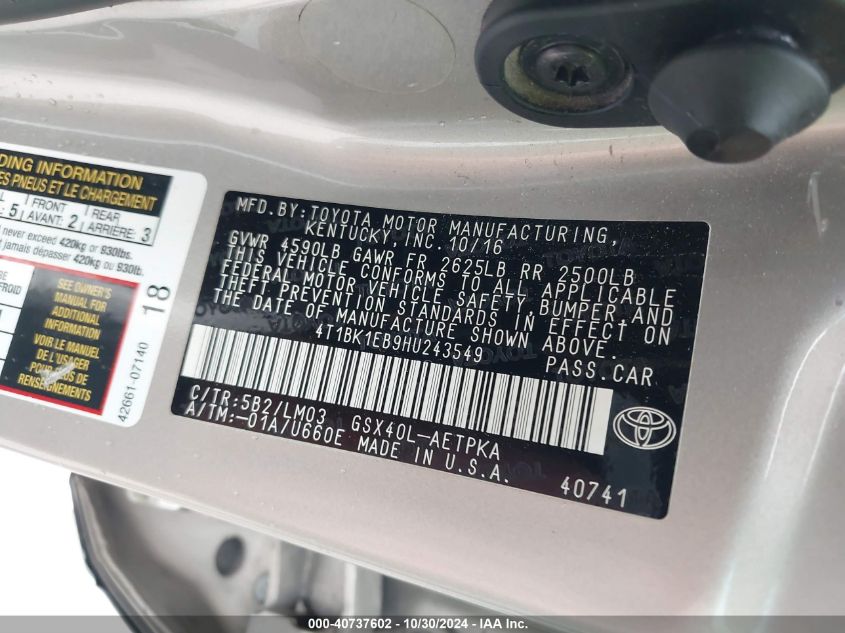 DING INFORMATION
ES PNEUS ET LE CHARGEMENT
5 FRONT AVANT: 2 REAR ARRIÈRE: 3
never exceed 420kg or 930lbs.
jamais dépasser 420kg ou 930lb.
SEE OWNER'S
MANUAL FOR
ADDITIONAL
INFORMATION
VOIR LE MANUEL
DE L'USAGER
POUR PLUS DE
RENSEIGNEMENTS
18
42661-07140
MFD.BY:TOYOTA MOTOR MANUFACTURING,
KENTUCKY,INC. 10/16
GVWR 4590LB GAWR FR 2625LB RR 2500LB
THIS VEHICLE CONFORMS TO ALL APPLICABLE
FEDERAL MOTOR VEHICLE SAFETY,BUMPER AND
THEFT PREVENTION STANDARDS IN EFFECT ON
THE DATE OF MANUFACTURE SHOWN ABOVE.
4T1BK1EB9HU243549
PASS.CAR
C/TR:5B2/LM03 GSX40L-AETPKA
A/TM:-01A/U660E MADE IN U.S.A.
40741
000-40737602 - 10/30/2024 - IAA Inc.